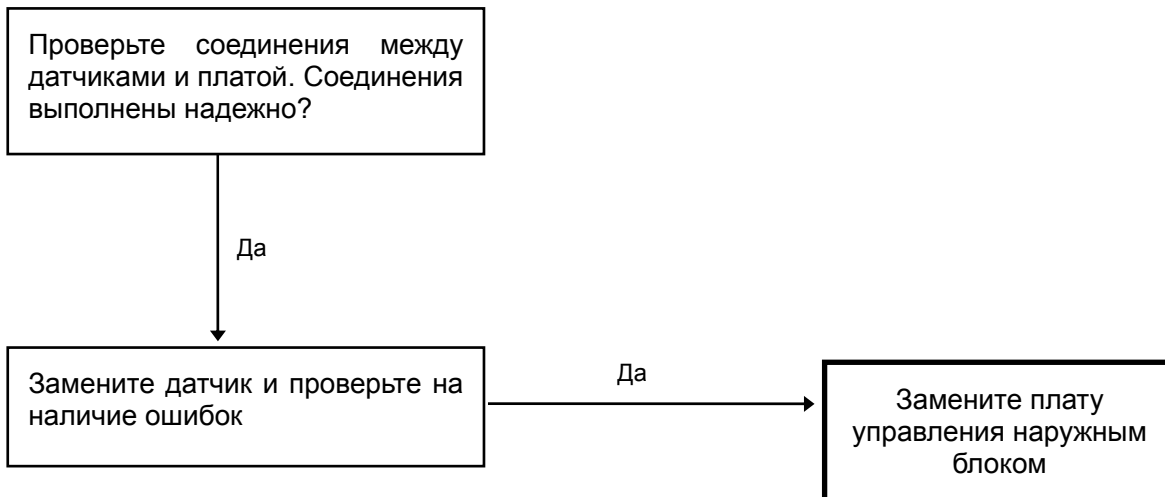 Проверьте соединения между
датчиками и платой. Соединения
выполнены надежно?
Да
Замените датчик и проверьте на
наличие ошибок
Да
Замените плату
управления наружным
блоком